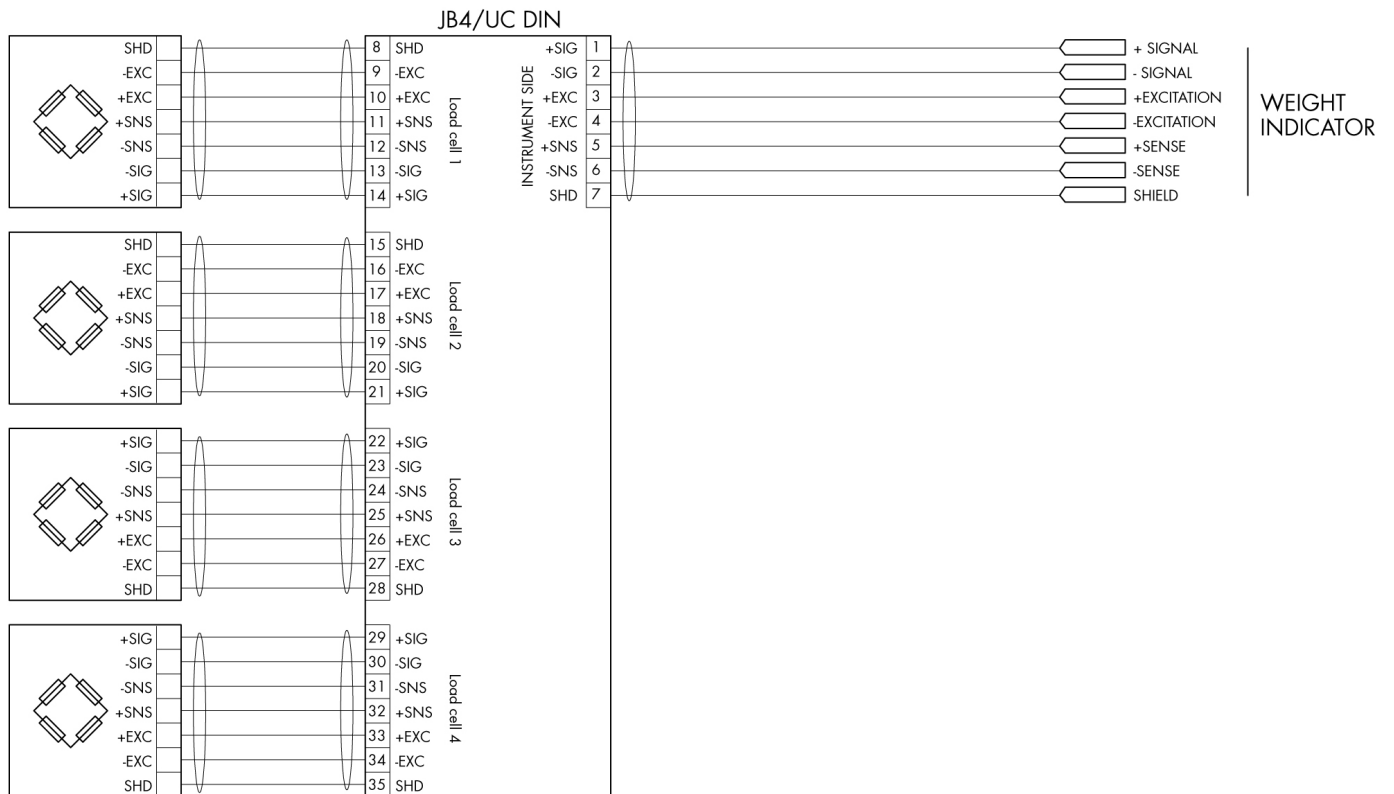 JB4/UC DIN
SHD 8 SHD +SIG 1 + SIGNAL
-EXC 9 -EXC -SIG 2 - SIGNAL
+EXC 10 +EXC +EXC 3 +EXCITATION
+SNS 11 +SNS -EXC 4 -EXCITATION
-SNS 12 -SNS +SNS 5 +SENSE
-SIG 13 -SIG -SNS 6 -SENSE
+SIG 14 +SIG SHD 7 SHIELD
Load cell 1
INSTRUMENT SIDE
WEIGHT
INDICATOR
SHD 15 SHD
-EXC 16 -EXC
+EXC 17 +EXC
+SNS 18 +SNS
-SNS 19 -SNS
-SIG 20 -SIG
+SIG 21 +SIG
Load cell 2
+SIG 22 +SIG
-SIG 23 -SIG
-SNS 24 -SNS
+SNS 25 +SNS
+EXC 26 +EXC
-EXC 27 -EXC
SHD 28 SHD
Load cell 3
+SIG 29 +SIG
-SIG 30 -SIG
-SNS 31 -SNS
+SNS 32 +SNS
+EXC 33 +EXC
-EXC 34 -EXC
SHD 35 SHD
Load cell 4